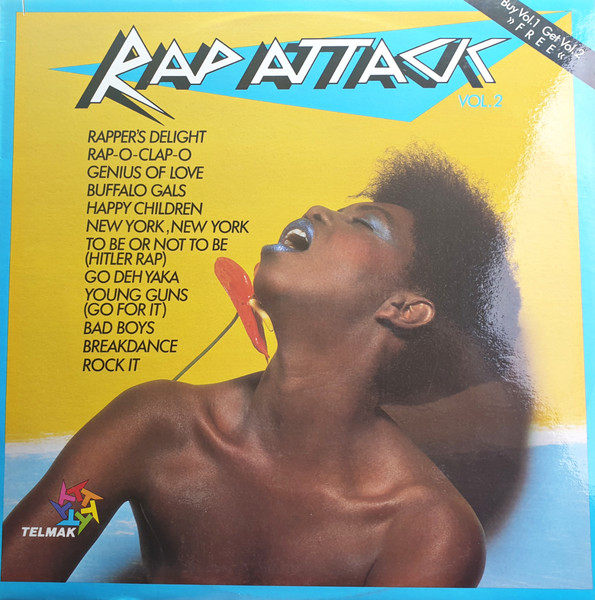 Buy Vol.1 Get Vol.2
»FREE«
RAP ATTACK
VOL.2
RAPPER'S DELIGHT
RAP-O-CLAP-O
GENIUS OF LOVE
BUFFALO GALS
HAPPY CHILDREN
NEW YORK, NEW YORK
TO BE OR NOT TO BE
(HITLER RAP)
GO DEH YAKA
YOUNG GUNS
(GO FOR IT)
BAD BOYS
BREAKDANCE
ROCK IT
TELMAK